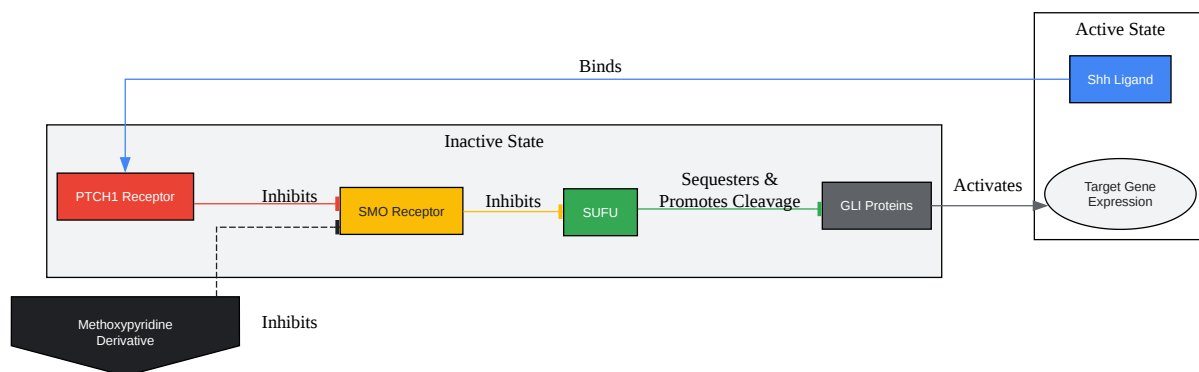 Active State
Shh Ligand
Binds
Inactive State
PTCH1 Receptor
Inhibits
SMO Receptor
Inhibits
SUFU
Sequesters &
Promotes Cleavage
GLI Proteins
Activates
Target Gene
Expression
Methoxypyridine
Derivative
Inhibits